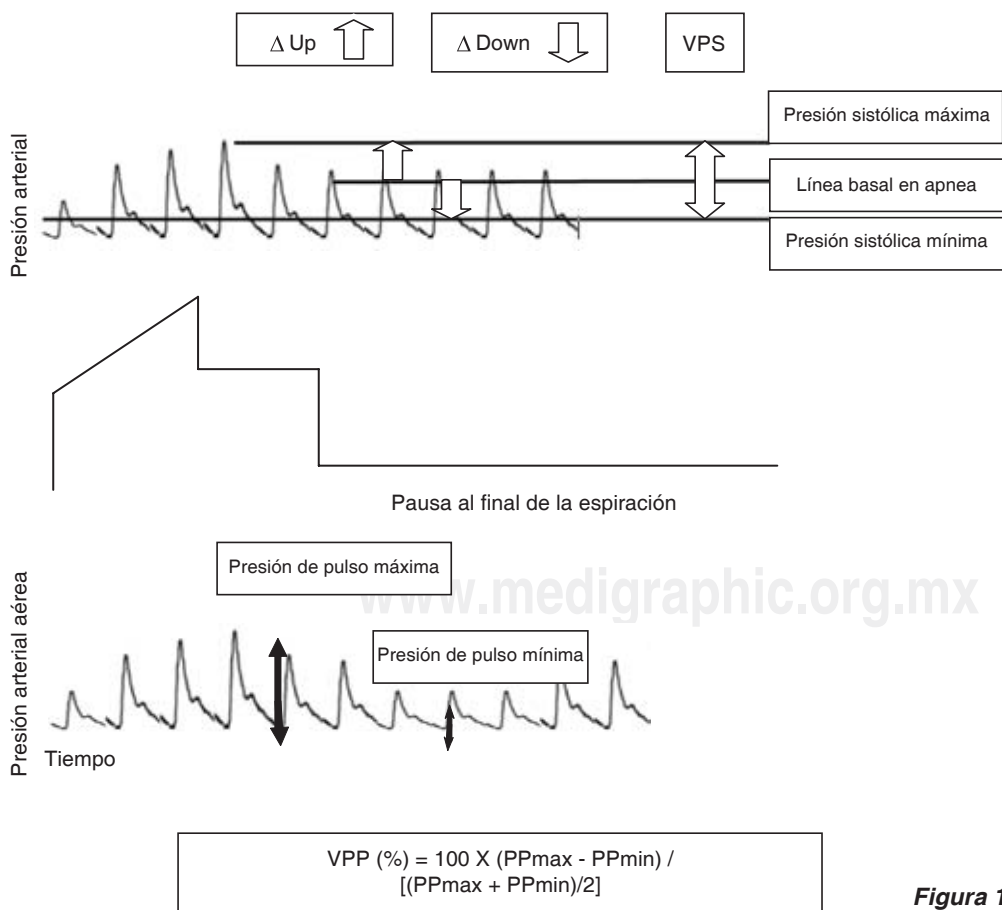 Δ Up
Δ Down
VPS
Presión arterial
Presión sistólica máxima
Línea basal en apnea
Presión sistólica mínima
Pausa al final de la espiración
Presión arterial aérea
Presión de pulso máxima
www.medigraphic.org.mx
Presión de pulso mínima
Tiempo
VPP (%) = 100 X (PPmax - PPmin) /
[(PPmax + PPmin)/2]
Figura 1